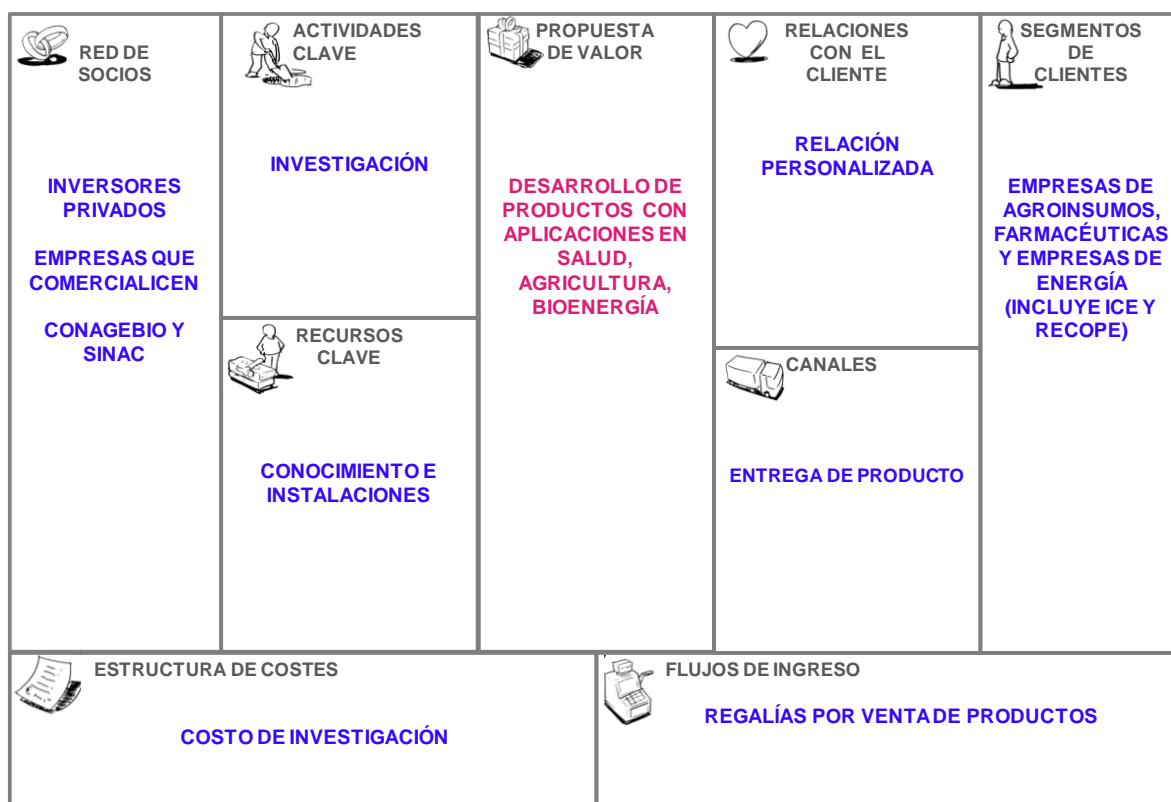 RED DE
SOCIOS
INVERSORES
PRIVADOS
EMPRESAS QUE
COMERCIALICEN
CONAGEBIO Y
SINAC
ACTIVIDADES
CLAVE
INVESTIGACIÓN
RECURSOS
CLAVE
CONOCIMIENTO E
INSTALACIONES
PROPUESTA
DE VALOR
DESARROLLO DE
PRODUCTOS CON
APLICACIONES EN
SALUD,
AGRICULTURA,
BIOENERGÍA
RELACIONES
CON EL
CLIENTE
RELACIÓN
PERSONALIZADA
CANALES
ENTREGA DE PRODUCTO
SEGMENTOS
DE
CLIENTES
EMPRESAS DE
AGROINSUMOS,
FARMACÉUTICAS
Y EMPRESAS DE
ENERGÍA
(INCLUYE ICE Y
RECOPE)
ESTRUCTURA DE COSTES
COSTO DE INVESTIGACIÓN
FLUJOS DE INGRESO
REGALÍAS POR VENTA DE PRODUCTOS